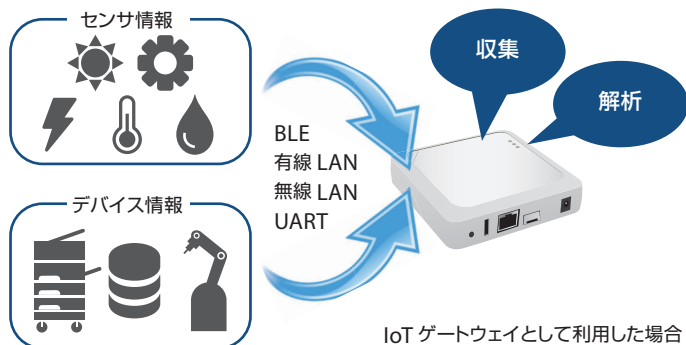 センサ情報
収集
解析
BLE
有線 LAN
無線 LAN
UART
デバイス情報
IoT ゲートウェイとして利用した場合